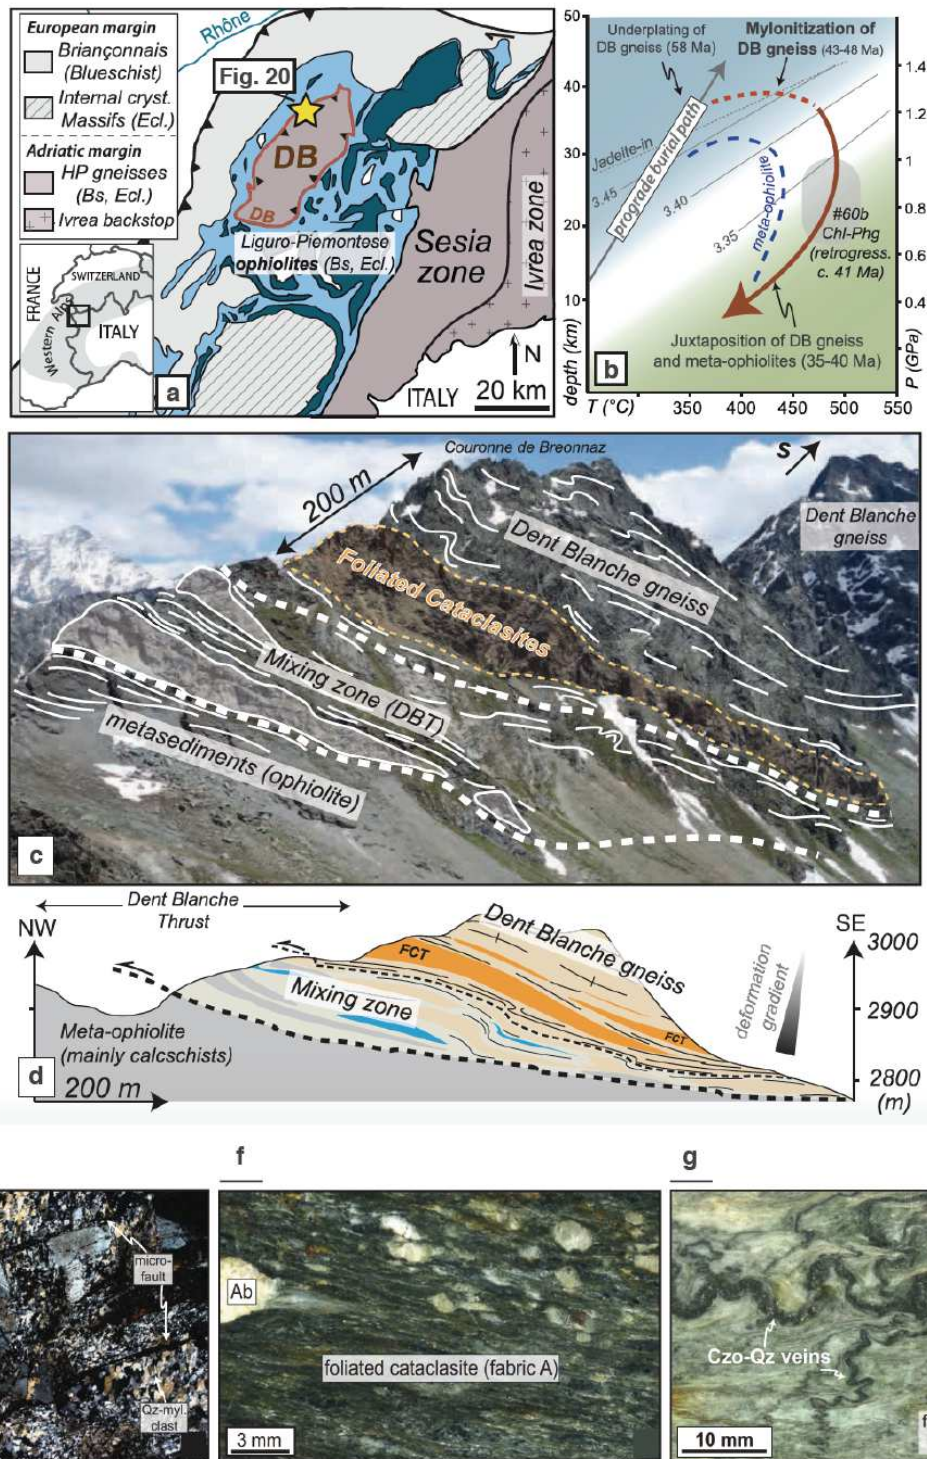 European margin
Briançonnais
(Blueschist)
Internal cryst.
Massifs (Ecl.)
Adriatic margin
HP gneisses
(Bs, Ecl.)
Ivrea backstop
Rhône
Fig. 20
DB
DB
Liguro-Piemontese
ophiolites (Bs, Ecl.)
Sesia
zone
Ivrea zone
FRANCE
SWITZERLAND
Western Alps
ITALY
a
N
ITALY
20 km
50
40
30
20
10
depth (km)
Underplating of
DB gneiss (58 Ma)
Mylonitization of
DB gneiss (43-48 Ma)
prograde burial path
Jadeite-in
3.45
3.40
3.35
meta-ophiolite
#60b
Chl-Phg
(retrogress.
c. 41 Ma)
Juxtaposition of DB gneiss
and meta-ophiolites (35-40 Ma)
b
1.4
1.2
1
0.8
0.6
0.4
P (GPa)
T (°C)
350
400
450
500
550
Couronne de Breonnaz
S
200 m
Dent Blanche
gneiss
Dent Blanche gneiss
Foliated Cataclasites
Mixing zone (DBT)
metasediments (ophiolite)
c
Dent Blanche
Thrust
NW
SE
3000
2900
2800
(m)
Dent Blanche gneiss
FCT
FCT
Mixing zone
deformation
gradient
Meta-ophiolite
(mainly calcschists)
d
200 m
f
g
micro-
fault
Qz-myl.
clast
Ab
foliated cataclasite (fabric A)
3 mm
Czo-Qz veins
10 mm
f